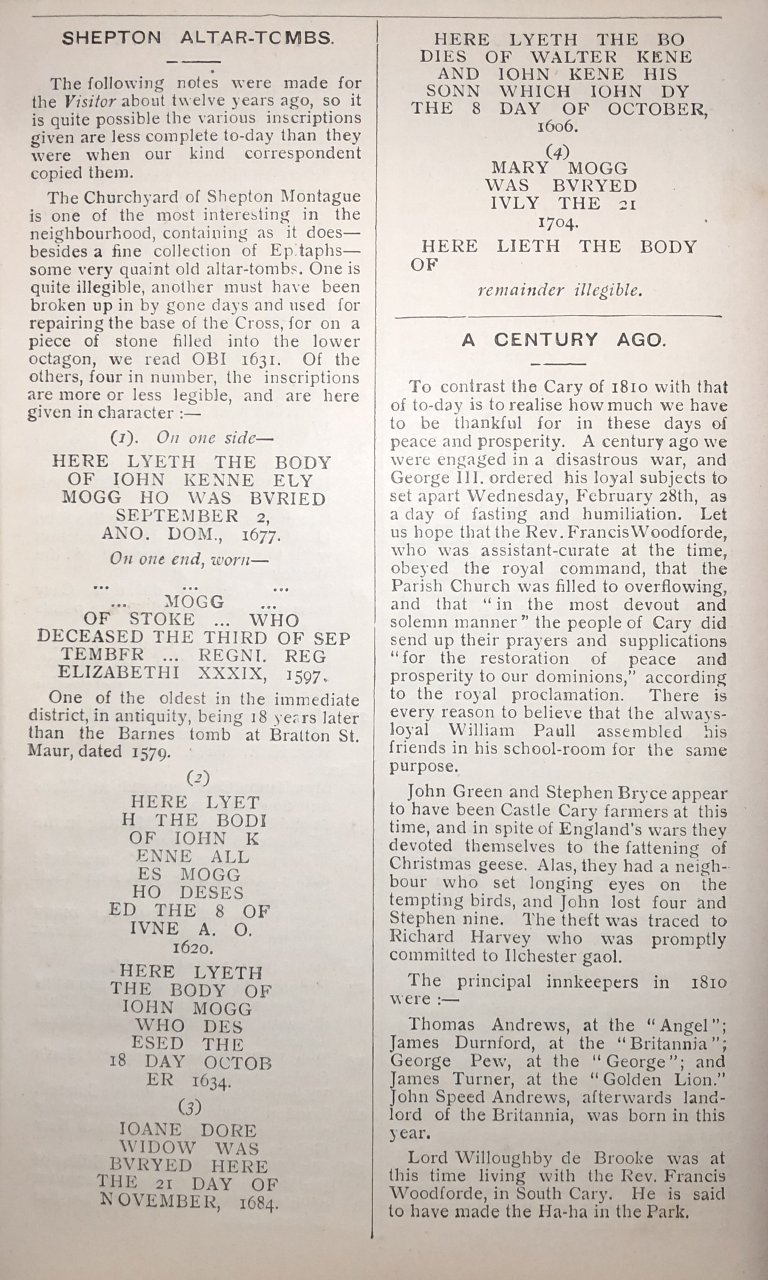 SHEPTON ALTAR-TCMBS.
The following notes were made for
the Visitor about twelve years ago, so it
is quite possible the various inscriptions
given are less complete to-day than they
were when our kind correspondent
copied them.
The Churchyard of Shepton Montague
is one of the most interesting in the
neighbourhood, containing as it does—
besides a fine collection of Ep.taphs—
some very quaint old altar-tombs. One is
quite illegible, another must have been
broken up in by gone days and used for
repairing the base of the Cross, for on a
piece of stone filled into the lower
octagon, we read OBI 1631. Of the
others, four in number, the inscriptions
are more or less legible, and are here
given in character :—
(1). On one side—
HERE LYETH THE BODY
OF IOHN KENNE ELY
MOGG HO WAS BVRIED
SEPTEMBER 2,
ANO. DOM., 1677.
On one end, worn—
... ... ...
... MOGG ...
OF STOKE ... WHO
DECEASED THE THIRD OF SEP
TEMBFR ... REGNI. REG
ELIZABETHI XXXIX, 1597.
One of the oldest in the immediate
district, in antiquity, being 18 years later
than the Barnes tomb at Bratton St.
Maur, dated 1579.
(2)
HERE LYET
H THE BODI
OF IOHN K
ENNE ALL
ES MOGG
HO DESES
ED THE 8 OF
IVNE A. O.
1620.
HERE LYETH
THE BODY OF
IOHN MOGG
WHO DES
ESED THE
18 DAY OCTOB
ER 1634.
(3)
IOANE DORE
WIDOW WAS
BVRYED HERE
THE 21 DAY OF
NOVEMBER, 1684.
HERE LYETH THE BO
DIES OF WALTER KENE
AND IOHN KENE HIS
SONN WHICH IOHN DY
THE 8 DAY OF OCTOBER,
1606.
(4)
MARY MOGG
WAS BVRYED
IVLY THE 21
1704.
HERE LIETH THE BODY
OF
remainder illegible.
A CENTURY AGO.
To contrast the Cary of 1810 with that
of to-day is to realise how much we have
to be thankful for in these days of
peace and prosperity. A century ago we
were engaged in a disastrous war, and
George III. ordered his loyal subjects to
set apart Wednesday, February 28th, as
a day of fasting and humiliation. Let
us hope that the Rev. Francis Woodforde,
who was assistant-curate at the time,
obeyed the royal command, that the
Parish Church was filled to overflowing,
and that "in the most devout and
solemn manner" the people of Cary did
send up their prayers and supplications
"for the restoration of peace and
prosperity to our dominions," according
to the royal proclamation. There is
every reason to believe that the always-
loyal William Paull assembled his
friends in his school-room for the same
purpose.
John Green and Stephen Bryce appear
to have been Castle Cary farmers at this
time, and in spite of England's wars they
devoted themselves to the fattening of
Christmas geese. Alas, they had a neigh-
bour who set longing eyes on the
tempting birds, and John lost four and
Stephen nine. The theft was traced to
Richard Harvey who was promptly
committed to Ilchester gaol.
The principal innkeepers in 1810
were :—
Thomas Andrews, at the "Angel";
James Durnford, at the "Britannia";
George Pew, at the "George"; and
James Turner, at the "Golden Lion."
John Speed Andrews, afterwards land-
lord of the Britannia, was born in this
year.
Lord Willoughby de Brooke was at
this time living with the Rev. Francis
Woodforde, in South Cary. He is said
to have made the Ha-ha in the Park.